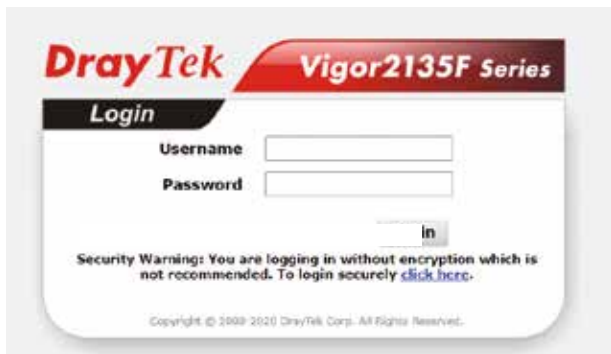 DrayTek Vigor2135F Series
Login
Username
Password
in
Security Warning: You are logging in without encryption which is
not recommended. To login securely click here.
Copyright © 2000-2020 DrayTek Corp. All Rights Reserved.